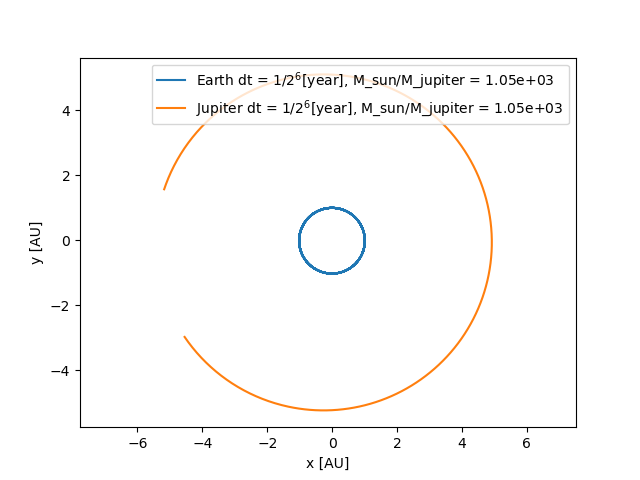 Earth dt = 1/2⁶[year], M_sun/M_jupiter = 1.05e+03
Jupiter dt = 1/2⁶[year], M_sun/M_jupiter = 1.05e+03
4
2
0
−2
−4
y [AU]
−6 −4 −2 0 2 4 6
x [AU]